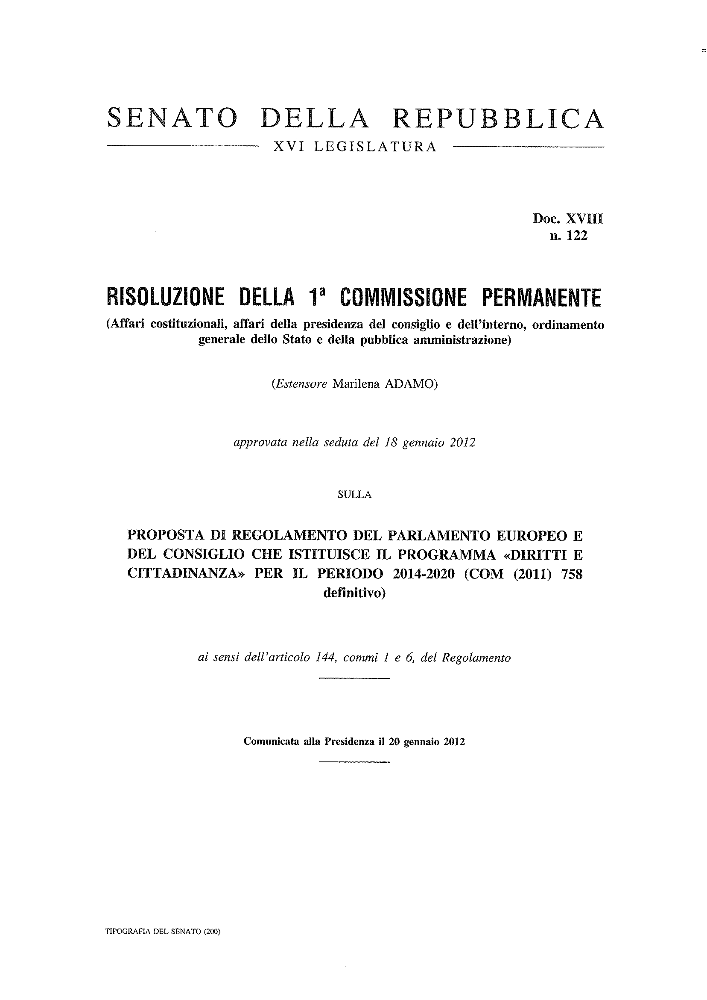 SENATO DELLA REPUBBLICA
XVI LEGISLATURA
Doc. XVIII
n. 122
RISOLUZIONE DELLA 1ª COMMISSIONE PERMANENTE
(Affari costituzionali, affari della presidenza del consiglio e dell'interno, ordinamento
generale dello Stato e della pubblica amministrazione)
(Estensore Marilena ADAMO)
approvata nella seduta del 18 gennaio 2012
SULLA
PROPOSTA DI REGOLAMENTO DEL PARLAMENTO EUROPEO E
DEL CONSIGLIO CHE ISTITUISCE IL PROGRAMMA «DIRITTI E
CITTADINANZA» PER IL PERIODO 2014-2020 (COM (2011) 758
definitivo)
ai sensi dell'articolo 144, commi 1 e 6, del Regolamento
Comunicata alla Presidenza il 20 gennaio 2012
TIPOGRAFIA DEL SENATO (200)